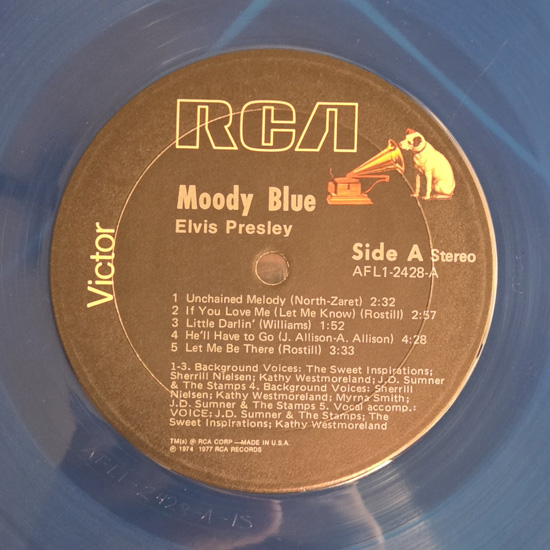 RCA
Victor
Moody Blue
Elvis Presley
Side A Stereo
AFL1-2428-A
1 Unchained Melody (North-Zaret) 2:32
2 If You Love Me (Let Me Know) (Rostill) 2:57
3 Little Darlin' (Williams) 1:52
4 He'll Have to Go (J. Allison-A. Allison) 4:28
5 Let Me Be There (Rostill) 3:33
1-3. Background Voices: The Sweet Inspirations;
Sherrill Nielsen; Kathy Westmoreland; J.D. Sumner
& The Stamps 4. Background Voices: Sherrill
Nielsen; Kathy Westmoreland; Myrna Smith;
J.D. Sumner & The Stamps 5. Vocal accomp.:
VOICE; J.D. Sumner & The Stamps; The
Sweet Inspirations; Kathy Westmoreland
TM(s) ® RCA CORP—MADE IN U.S.A.
℗ 1974 1977 RCA RECORDS
AFL1-2428-A-